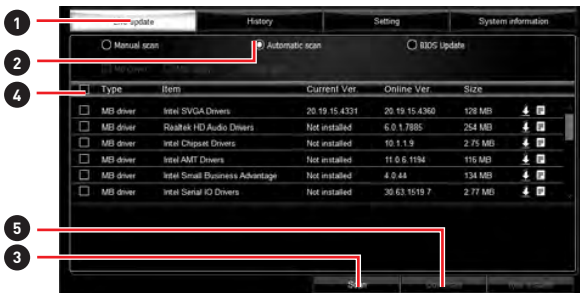 1
Live update
History
Setting
System information
Manual scan
Automatic scan
BIOS Update
2
MB driver
4
Type Item Current Ver. Online Ver. Size
MB driver Intel SVGA Drivers 20.19.15.4331 20.19.15.4360 128 MB
MB driver Realtek HD Audio Drivers Not installed 6.0.1.7885 254 MB
MB driver Intel Chipset Drivers Not installed 10.1.1.9 2.75 MB
MB driver Intel AMT Drivers Not installed 11.0.6.1194 116 MB
MB driver Intel Small Business Advantage Not installed 4.0.44 134 MB
MB driver Intel Serial IO Drivers Not installed 30.63.1519.7 2.77 MB
5
3
Scan